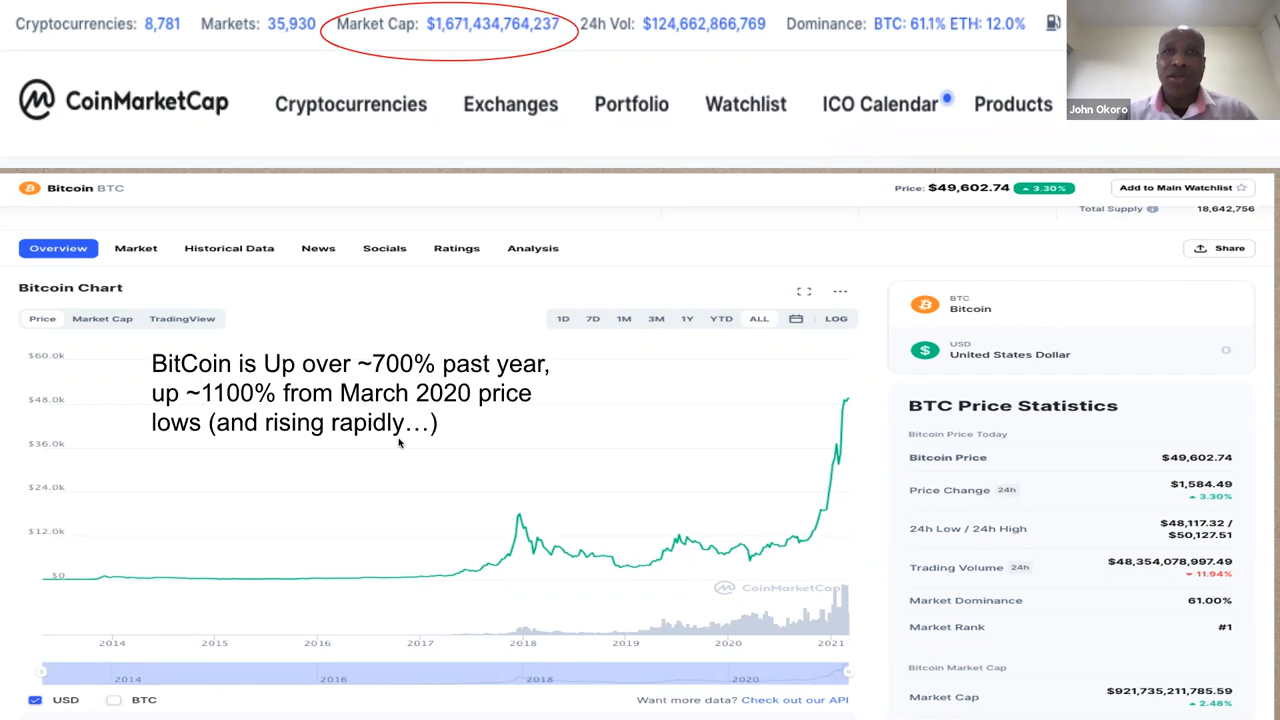 Cryptocurrencies: 8,781 Markets: 35,930 Market Cap: $1,671,434,764,237 24h Vol: $124,662,866,769 Dominance: BTC: 61.1% ETH: 12.0%
CoinMarketCap Cryptocurrencies Exchanges Portfolio Watchlist ICO Calendar Products
John Okoro
Bitcoin BTC Price: $49,602.74 3.30% Add to Main Watchlist
Total Supply 18,642,756
Overview Market Historical Data News Socials Ratings Analysis Share
Bitcoin Chart
Price Market Cap TradingView 1D 7D 1M 3M 1Y YTD ALL LOG
BitCoin is Up over ~700% past year,
up ~1100% from March 2020 price
lows (and rising rapidly…)
$60.0k
$48.0k
$36.0k
$24.0k
$12.0k
$0
CoinMarketCap
2014 2015 2016 2017 2018 2019 2020 2021
2014 2016 2018 2020
USD BTC Want more data? Check out our API
BTC
Bitcoin
USD
United States Dollar
BTC Price Statistics
Bitcoin Price Today
Bitcoin Price $49,602.74
Price Change 24h $1,584.49
3.30%
24h Low / 24h High $48,117.32 /
$50,127.51
Trading Volume 24h $48,354,078,997.49
11.94%
Market Dominance 61.00%
Market Rank #1
Bitcoin Market Cap
Market Cap $921,735,211,785.59
2.48%